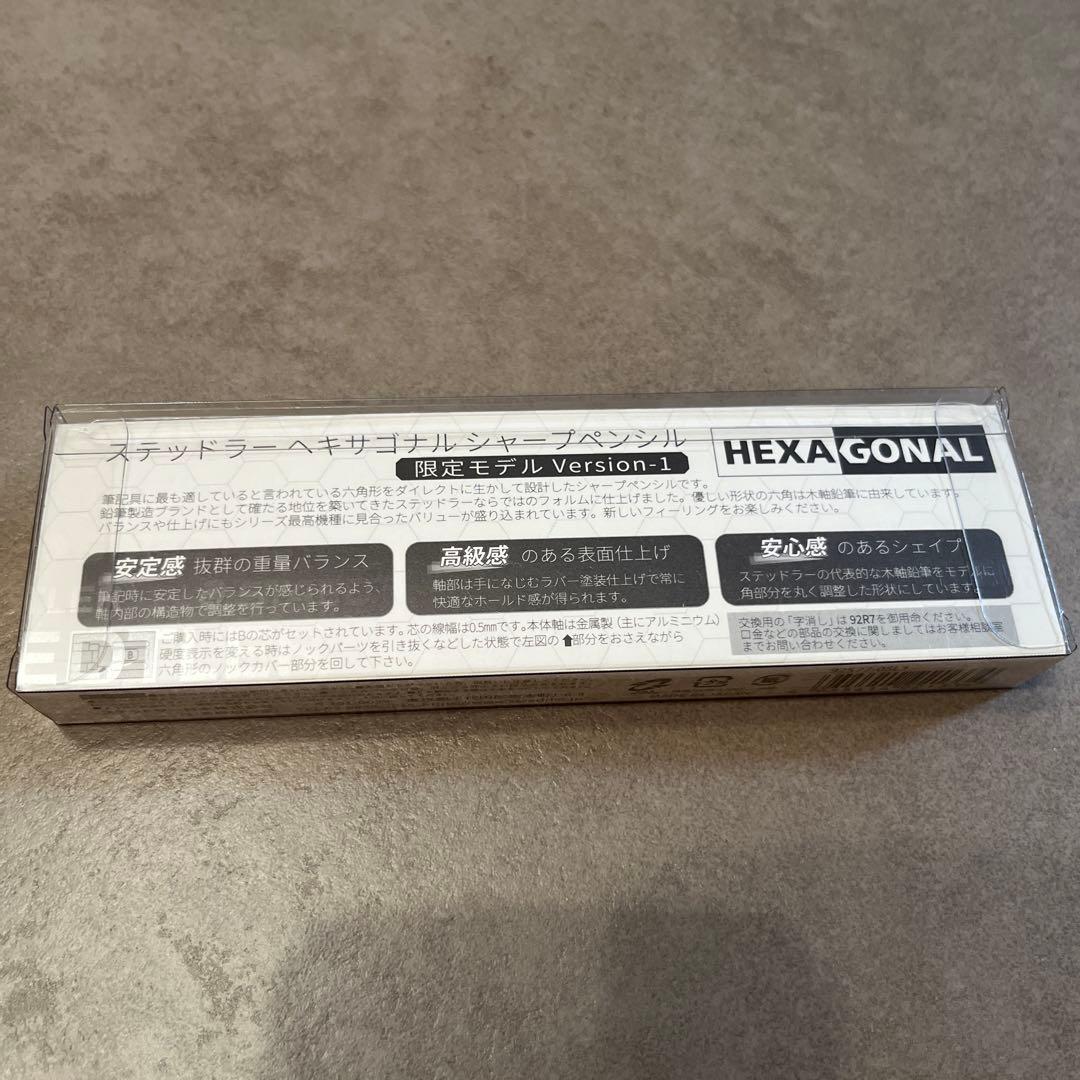 ステッドラー ヘキサゴナル シャープペンシル
限定モデル Version-1
HEXAGONAL
筆記具に最も適していると言われている六角形をダイレクトに生かして設計したシャープペンシルです。
鉛筆製造ブランドとして確たる地位を築いてきたステッドラーならではのフォルムに仕上げました。優しい形状の六角は木軸鉛筆に由来しています。
バランスや仕上げにもシリーズ最高機種に見合ったバリューが盛り込まれています。新しいフィーリングをお楽しみください。
安定感 抜群の重量バランス
筆記時に安定したバランスが感じられるよう、
軸内部の構造物で調整を行っています。
高級感 のある表面仕上げ
軸部は手になじむラバー塗装仕上げで常に
快適なホールド感が得られます。
安心感 のあるシェイプ
ステッドラーの代表的な木軸鉛筆をモデルに
角部分を丸く調整した形状にしています。
ご購入時にはBの芯がセットされています。芯の線幅は0.5mmです。本体軸は金属製(主にアルミニウム)
硬度表示を変える時はノックパーツを引き抜くなどした状態で左図の⬆部分をおさえながら
六角形のノックカバー部分を回して下さい。
B
交換用の「字消し」は92R7を御用命ください。
口金などの部品の交換に関しましてはお客様相談室
までお問い合わせください。